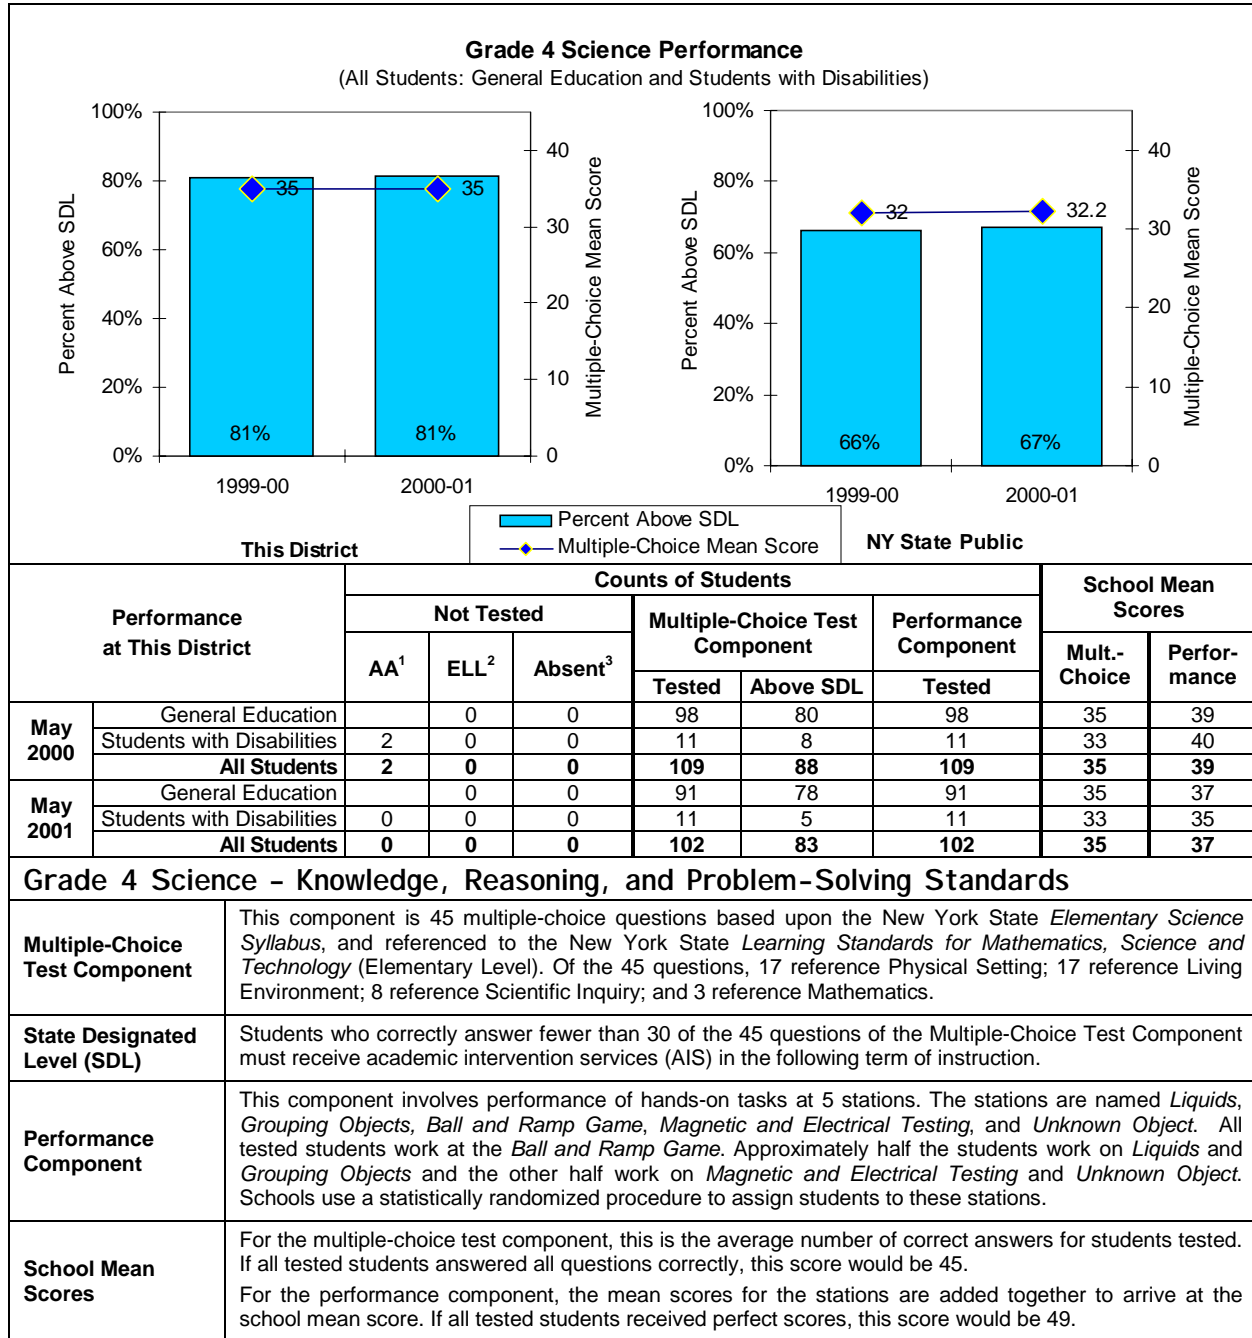 Grade 4 Science Performance
(All Students: General Education and Students with Disabilities)
100%
80%
60%
40%
20%
0%
Percent Above SDL
35
35
81%
81%
40
30
20
10
0
Multiple-Choice Mean Score
1999-00
2000-01
This District
100%
80%
60%
40%
20%
0%
Percent Above SDL
32
32.2
66%
67%
40
30
20
10
0
Multiple-Choice Mean Score
1999-00
2000-01
NY State Public
Percent Above SDL
Multiple-Choice Mean Score
Performance
at This District
Counts of Students
School Mean
Scores
Not Tested
Multiple-Choice Test
Component
Performance
Component
AA1 ELL2 Absent3
Tested Above SDL Tested
Mult.-
Choice
Perfor-
mance
May
2000
General Education 0 0 98 80 98 35 39
Students with Disabilities 2 0 0 11 8 11 33 40
All Students 2 0 0 109 88 109 35 39
May
2001
General Education 0 0 91 78 91 35 37
Students with Disabilities 0 0 0 11 5 11 33 35
All Students 0 0 0 102 83 102 35 37
Grade 4 Science – Knowledge, Reasoning, and Problem-Solving Standards
Multiple-Choice
Test Component
This component is 45 multiple-choice questions based upon the New York State Elementary Science
Syllabus, and referenced to the New York State Learning Standards for Mathematics, Science and
Technology (Elementary Level). Of the 45 questions, 17 reference Physical Setting; 17 reference Living
Environment; 8 reference Scientific Inquiry; and 3 reference Mathematics.
State Designated
Level (SDL)
Students who correctly answer fewer than 30 of the 45 questions of the Multiple-Choice Test Component
must receive academic intervention services (AIS) in the following term of instruction.
Performance
Component
This component involves performance of hands-on tasks at 5 stations. The stations are named Liquids,
Grouping Objects, Ball and Ramp Game, Magnetic and Electrical Testing, and Unknown Object. All
tested students work at the Ball and Ramp Game. Approximately half the students work on Liquids and
Grouping Objects and the other half work on Magnetic and Electrical Testing and Unknown Object.
Schools use a statistically randomized procedure to assign students to these stations.
School Mean
Scores
For the multiple-choice test component, this is the average number of correct answers for students tested.
If all tested students answered all questions correctly, this score would be 45.
For the performance component, the mean scores for the stations are added together to arrive at the
school mean score. If all tested students received perfect scores, this score would be 49.